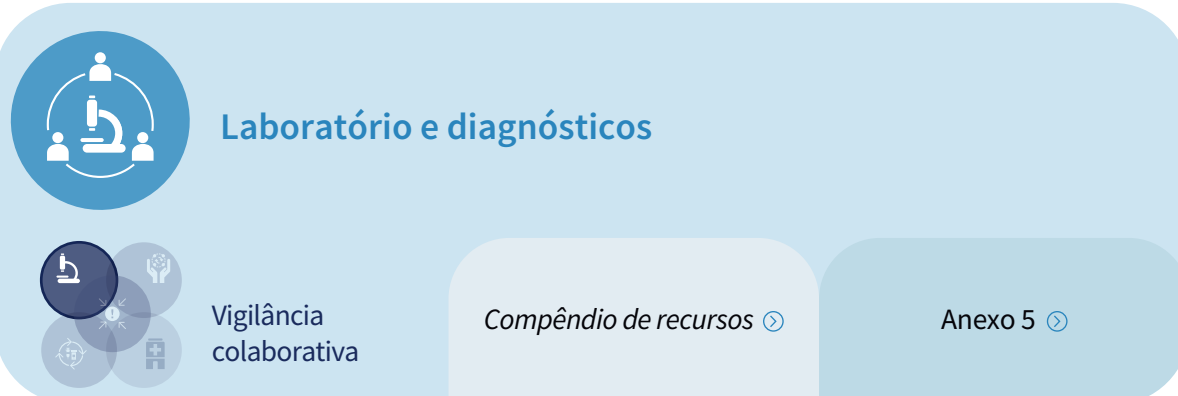 Laboratório e diagnósticos
Vigilância
colaborativa
Compêndio de recursos
Anexo 5